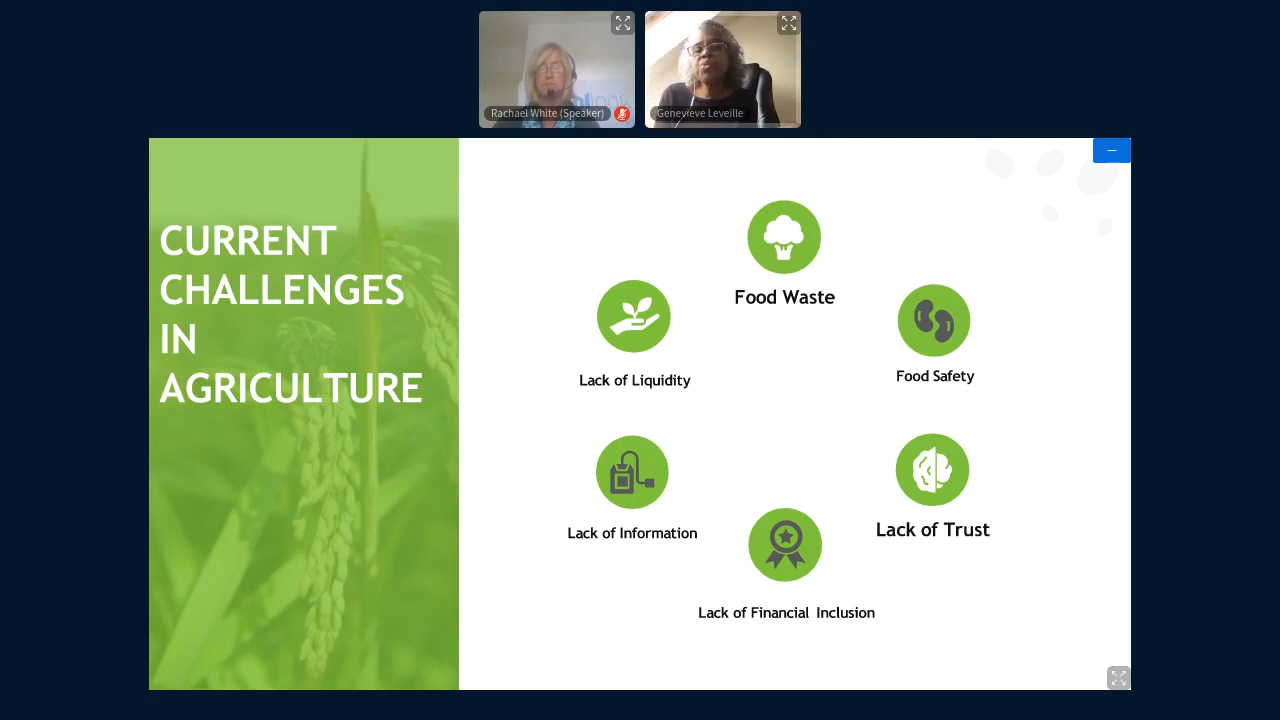 Rachael White (Speaker)
Genevieve Leveille
CURRENT
CHALLENGES
IN
AGRICULTURE
Food Waste
Lack of Liquidity
Food Safety
Lack of Information
Lack of Trust
Lack of Financial Inclusion